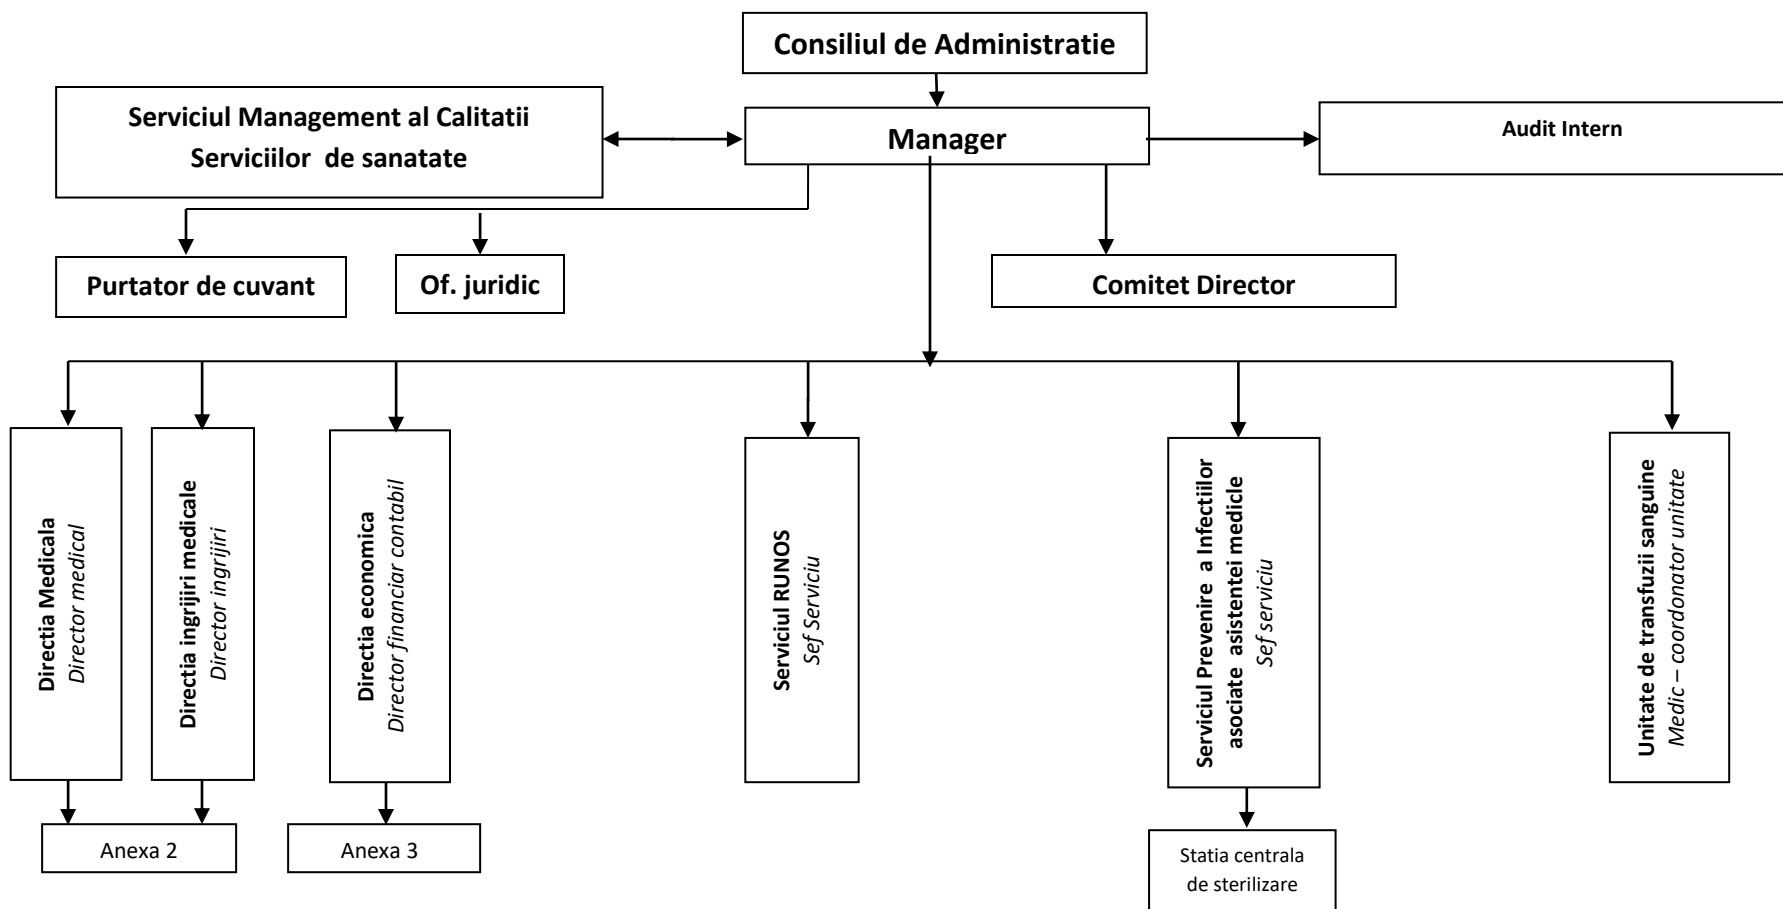 Consiliul de Administratie
Serviciul Management al Calitatii
Serviciilor de sanatate
Manager
Audit Intern
Purtator de cuvant
Of. juridic
Comitet Director
Directia Medicala
Director medical
Directia ingrijiri medicale
Director ingrijiri
Directia economica
Director financiar contabil
Serviciul RUNOS
Sef Serviciu
Serviciul Prevenire a Infectiilor
asociate asistentei medicle
Sef serviciu
Unitate de transfuzii sanguine
Medic – coordonator unitate
Anexa 2
Anexa 3
Statia centrala
de sterilizare